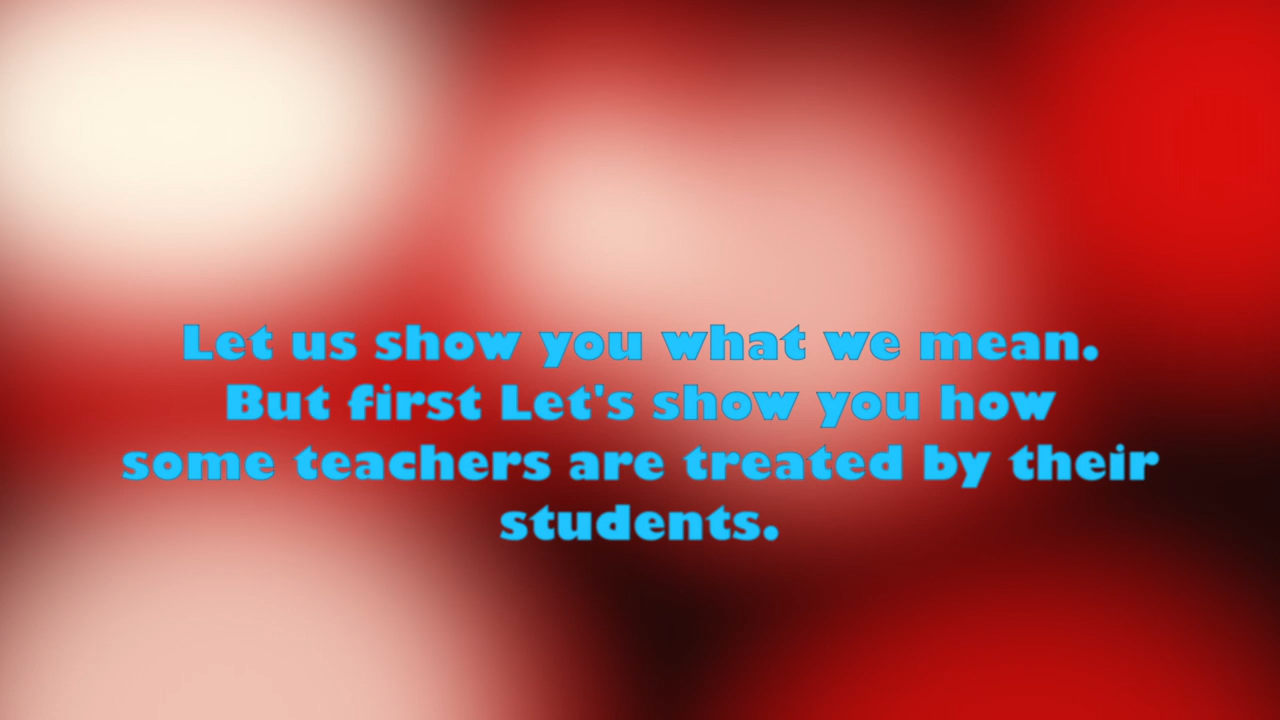 Let us show you what we mean.
But first Let's show you how
some teachers are treated by their
students.